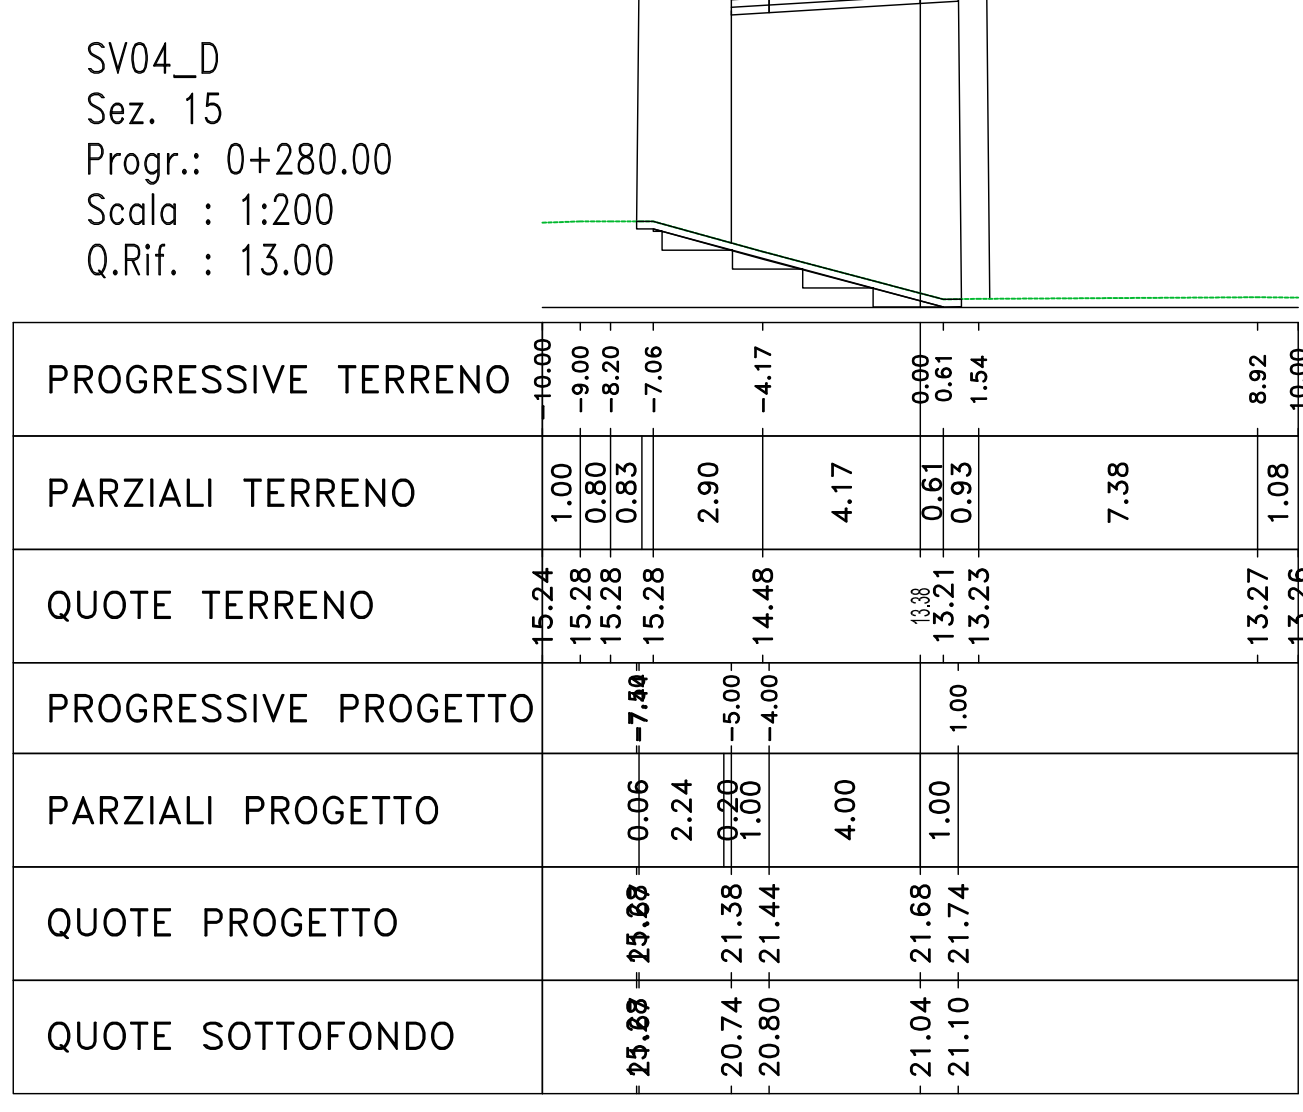 SV04_D
Sez. 15
Progr.: 0+280.00
Scala : 1:200
Q.Rif. : 13.00
PROGRESSIVE TERRENO -10.00 -9.00 -8.20 -7.06 -4.17 0.00 0.61 1.54 8.92 10.00
PARZIALI TERRENO 1.00 0.80 0.83 2.90 4.17 0.61 0.93 7.38 1.08
QUOTE TERRENO 15.24 15.28 15.28 15.28 14.48 13.38 13.21 13.23 13.27 13.26
PROGRESSIVE PROGETTO -5.00 -4.00 1.00
PARZIALI PROGETTO 0.06 2.24 0.20 1.00 4.00 1.00
QUOTE PROGETTO 21.38 21.44 21.68 21.74
QUOTE SOTTOFONDO 20.74 20.80 21.04 21.10